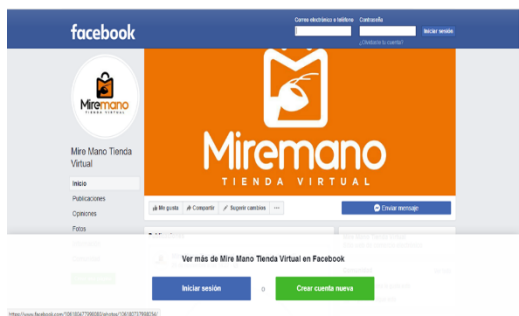 facebook
Correo electrónico o teléfono
Contraseña
Iniciar sesión
¿Olvidaste tu cuenta?
Miremano
TIENDA VIRTUAL
Mire Mano Tienda
Virtual
Inicio
Publicaciones
Opiniones
Fotos
Miremano
TIENDA VIRTUAL
Me gusta
Compartir
Sugerir cambios
Enviar mensaje
Ver más de Mire Mano Tienda Virtual en Facebook
Iniciar sesión
o
Crear cuenta nueva